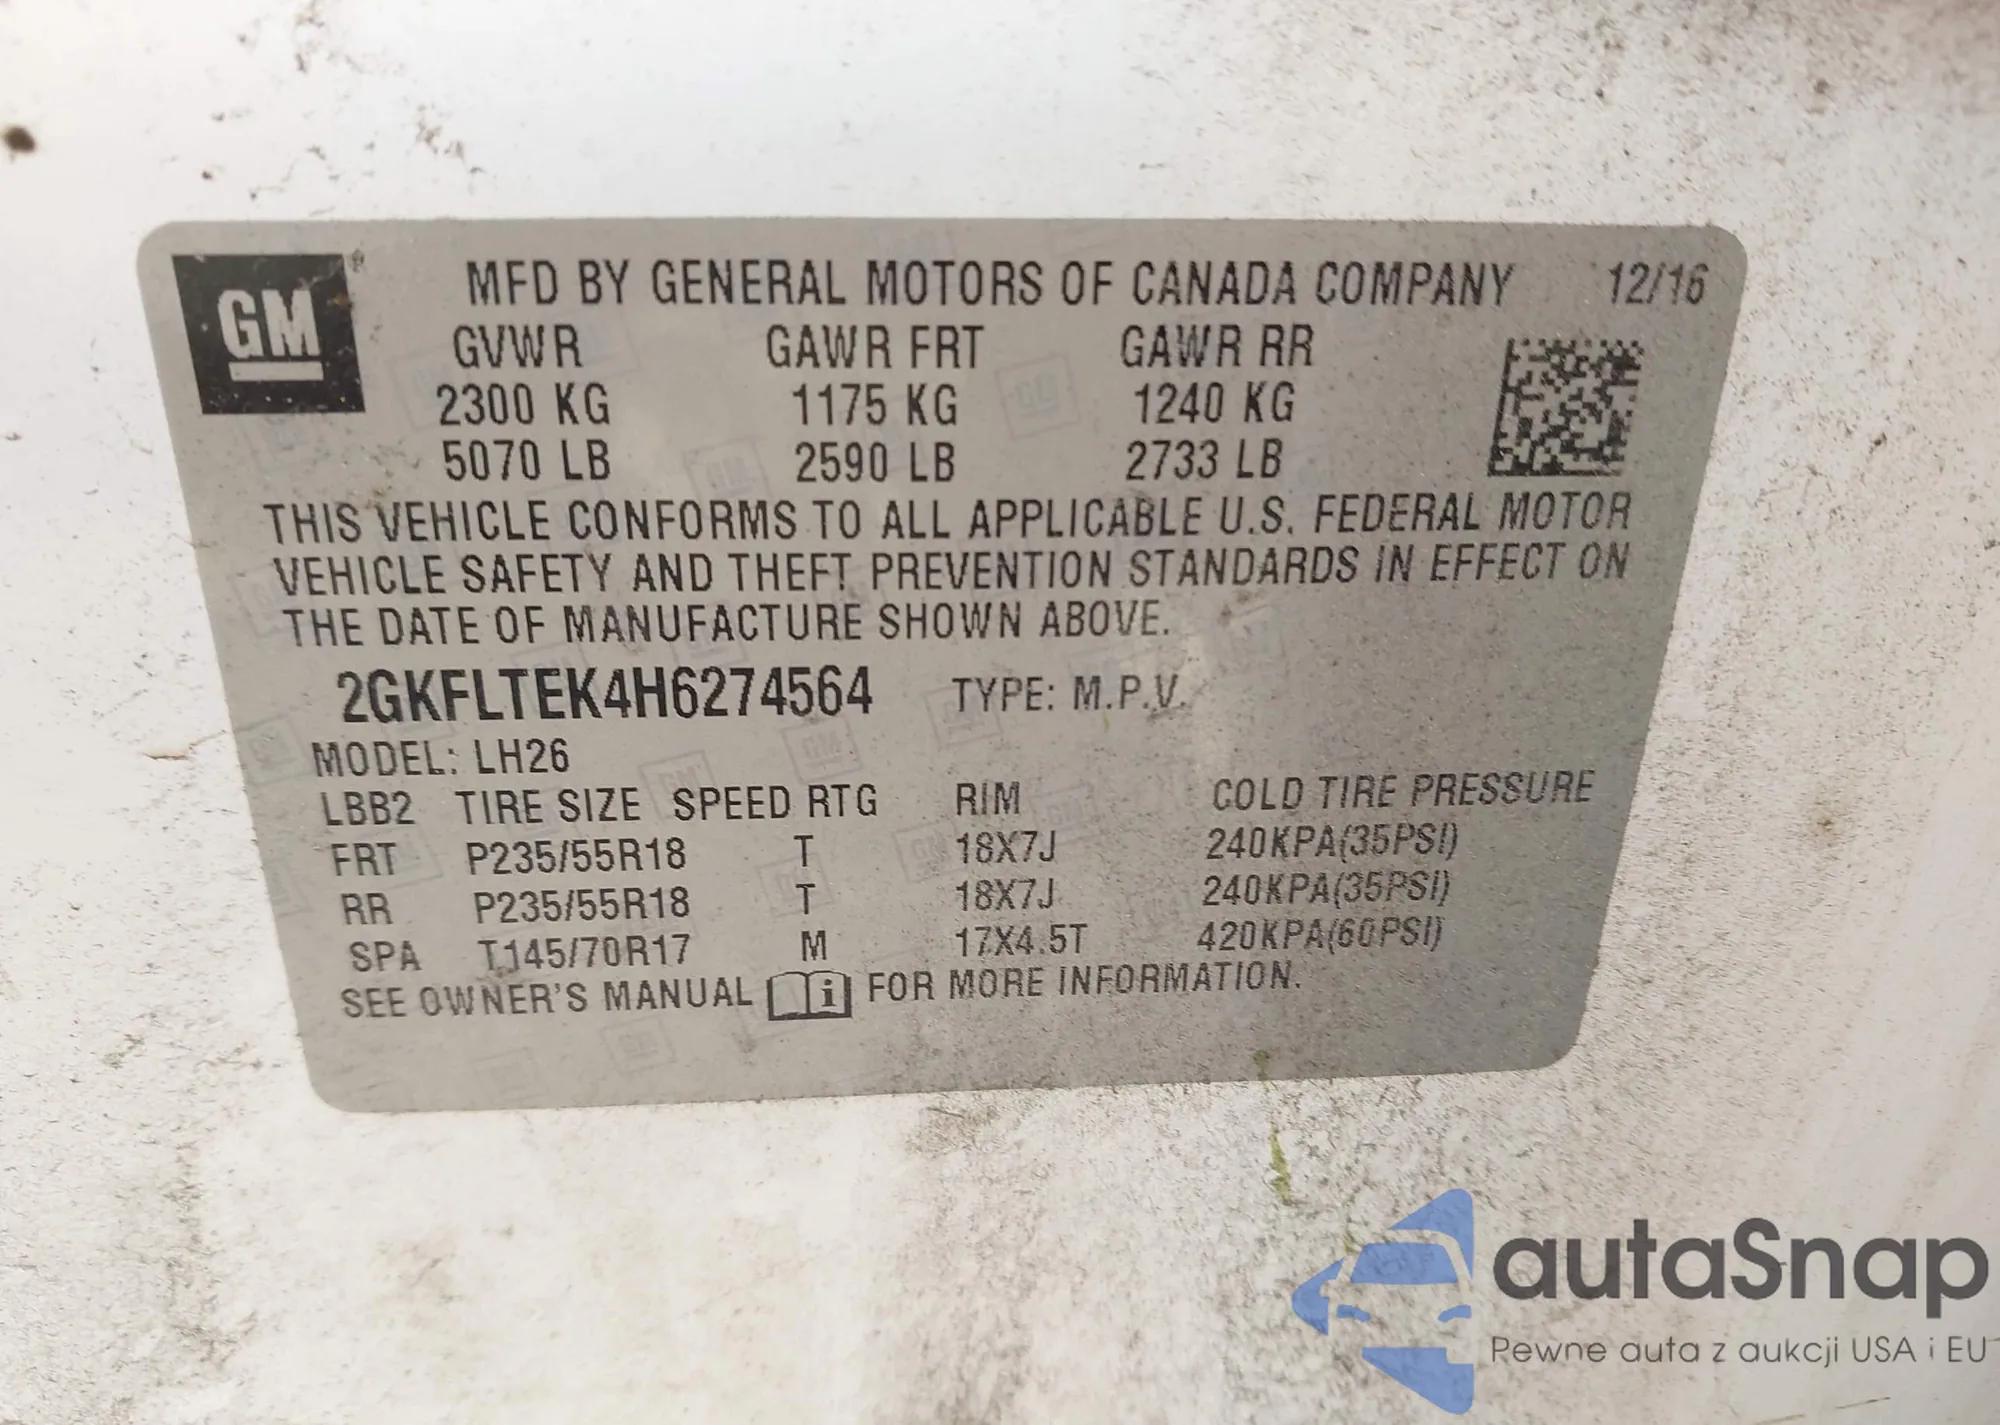 GM ®
MFD BY GENERAL MOTORS OF CANADA COMPANY 12/16
GVWR GAWR FRT GAWR RR
2300 KG 1175 KG 1240 KG
5070 LB 2590 LB 2733 LB
THIS VEHICLE CONFORMS TO ALL APPLICABLE U.S. FEDERAL MOTOR
VEHICLE SAFETY AND THEFT PREVENTION STANDARDS IN EFFECT ON
THE DATE OF MANUFACTURE SHOWN ABOVE.
2GKFLTEK4H6274564 TYPE: M.P.V.
MODEL: LH26
LBB2 TIRE SIZE SPEED RTG RIM COLD TIRE PRESSURE
FRT P235/55R18 T 18X7J 240KPA(35PSI)
RR P235/55R18 T 18X7J 240KPA(35PSI)
SPA T145/70R17 M 17X4.5T 420KPA(60PSI)
SEE OWNER'S MANUAL i FOR MORE INFORMATION.
autaSnap
Pewne auta z aukcji USA i EU